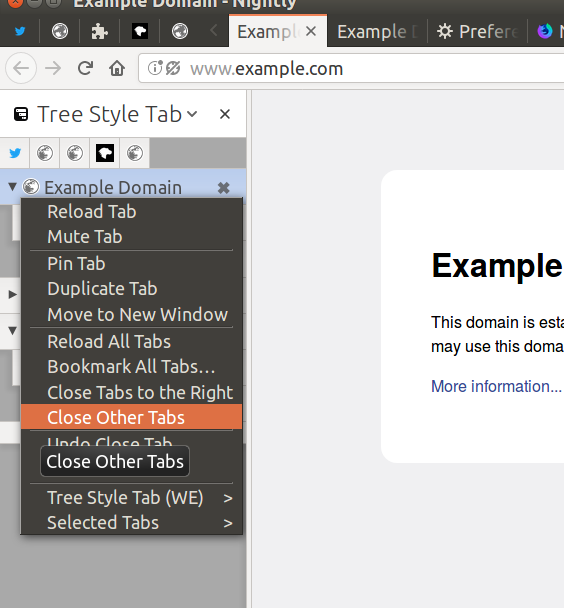 Example Domain - Nightly
Exampl
Example D
Prefere
www.example.com
Tree Style Tab
Example Domain
Reload Tab
Mute Tab
Pin Tab
Duplicate Tab
Move to New Window
Reload All Tabs
Bookmark All Tabs...
Close Tabs to the Right
Close Other Tabs
Undo Close Tab
Close Other Tabs
Tree Style Tab (WE) >
Selected Tabs >
Example
This domain is esta
may use this doma
More information...